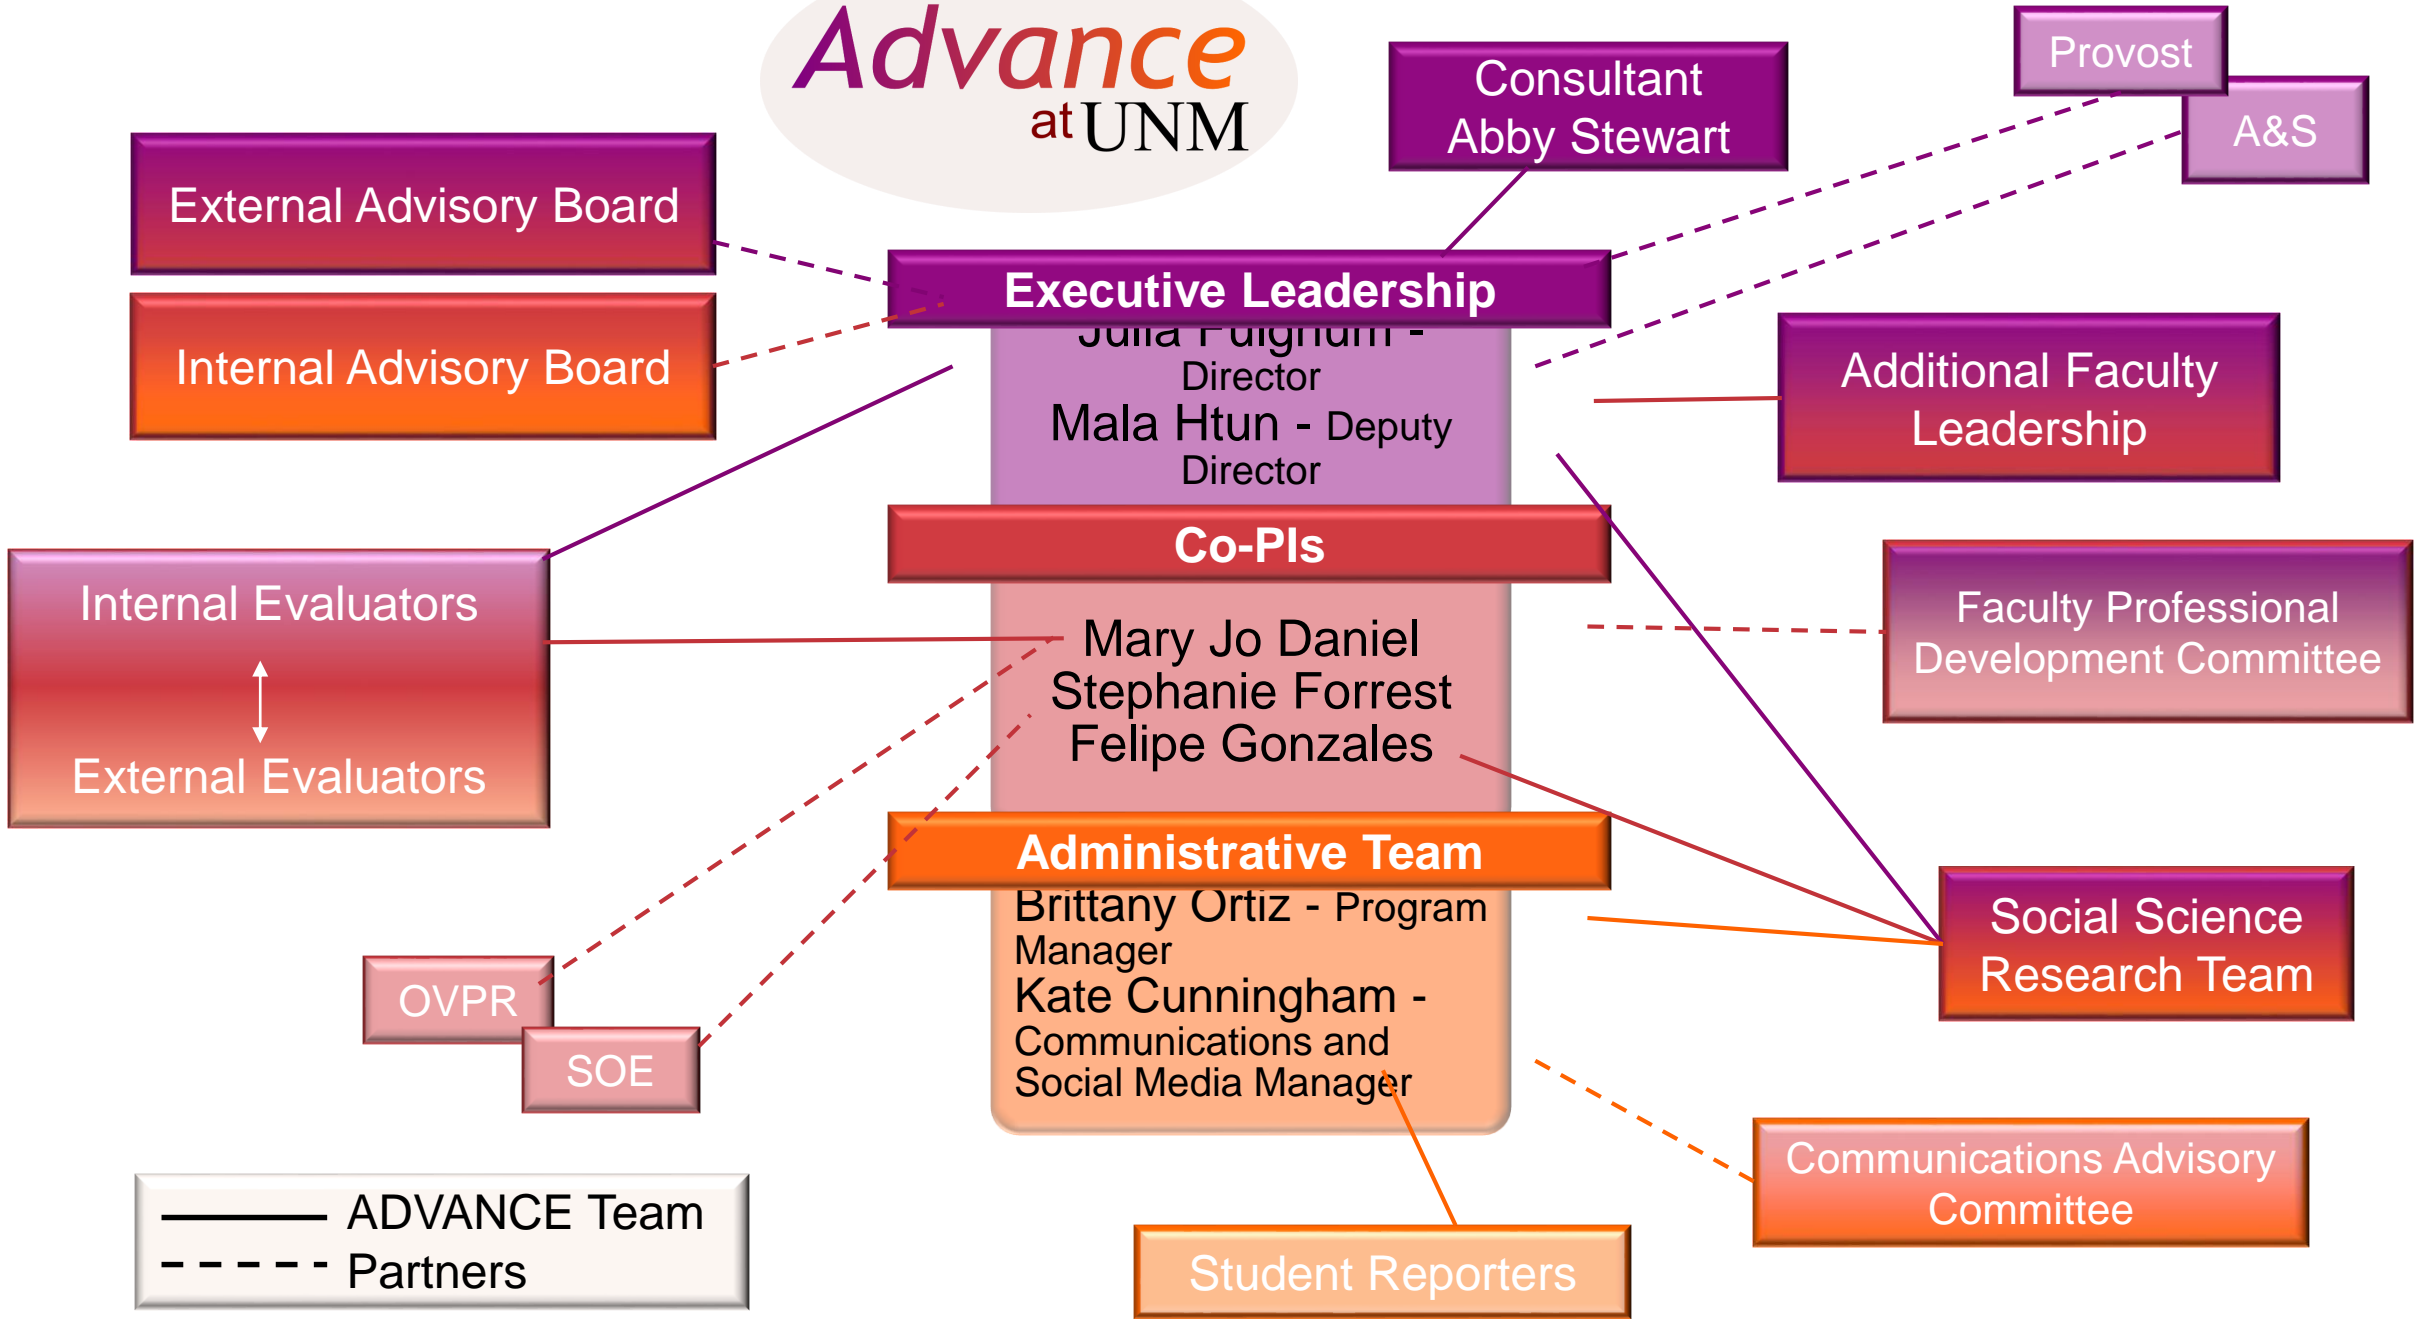 Advance
at UNM
Consultant
Abby Stewart
Provost
A&S
External Advisory Board
Internal Advisory Board
Executive Leadership
Julia Fulghum -
Director
Mala Htun - Deputy
Director
Additional Faculty
Leadership
Co-PIs
Mary Jo Daniel
Stephanie Forrest
Felipe Gonzales
Internal Evaluators
External Evaluators
Faculty Professional
Development Committee
Administrative Team
Brittany Ortiz - Program
Manager
Kate Cunningham -
Communications and
Social Media Manager
Social Science
Research Team
OVPR
SOE
Communications Advisory
Committee
Student Reporters
ADVANCE Team
Partners